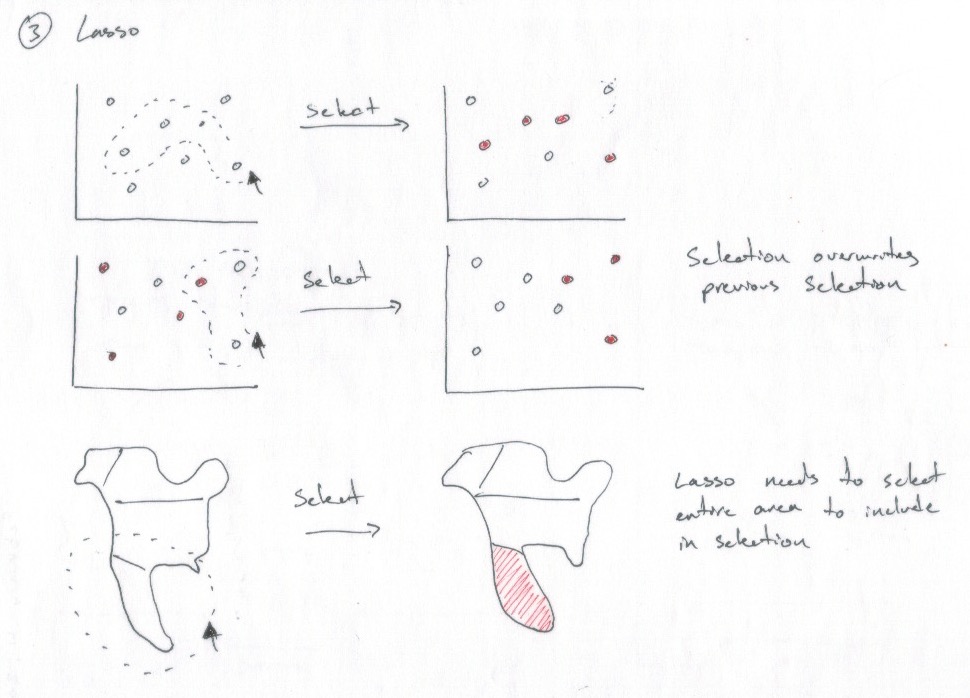 ③ Lasso
Select
Select
Selection overwrites
previous Selection
Select
Lasso needs to select
entire area to include
in selection